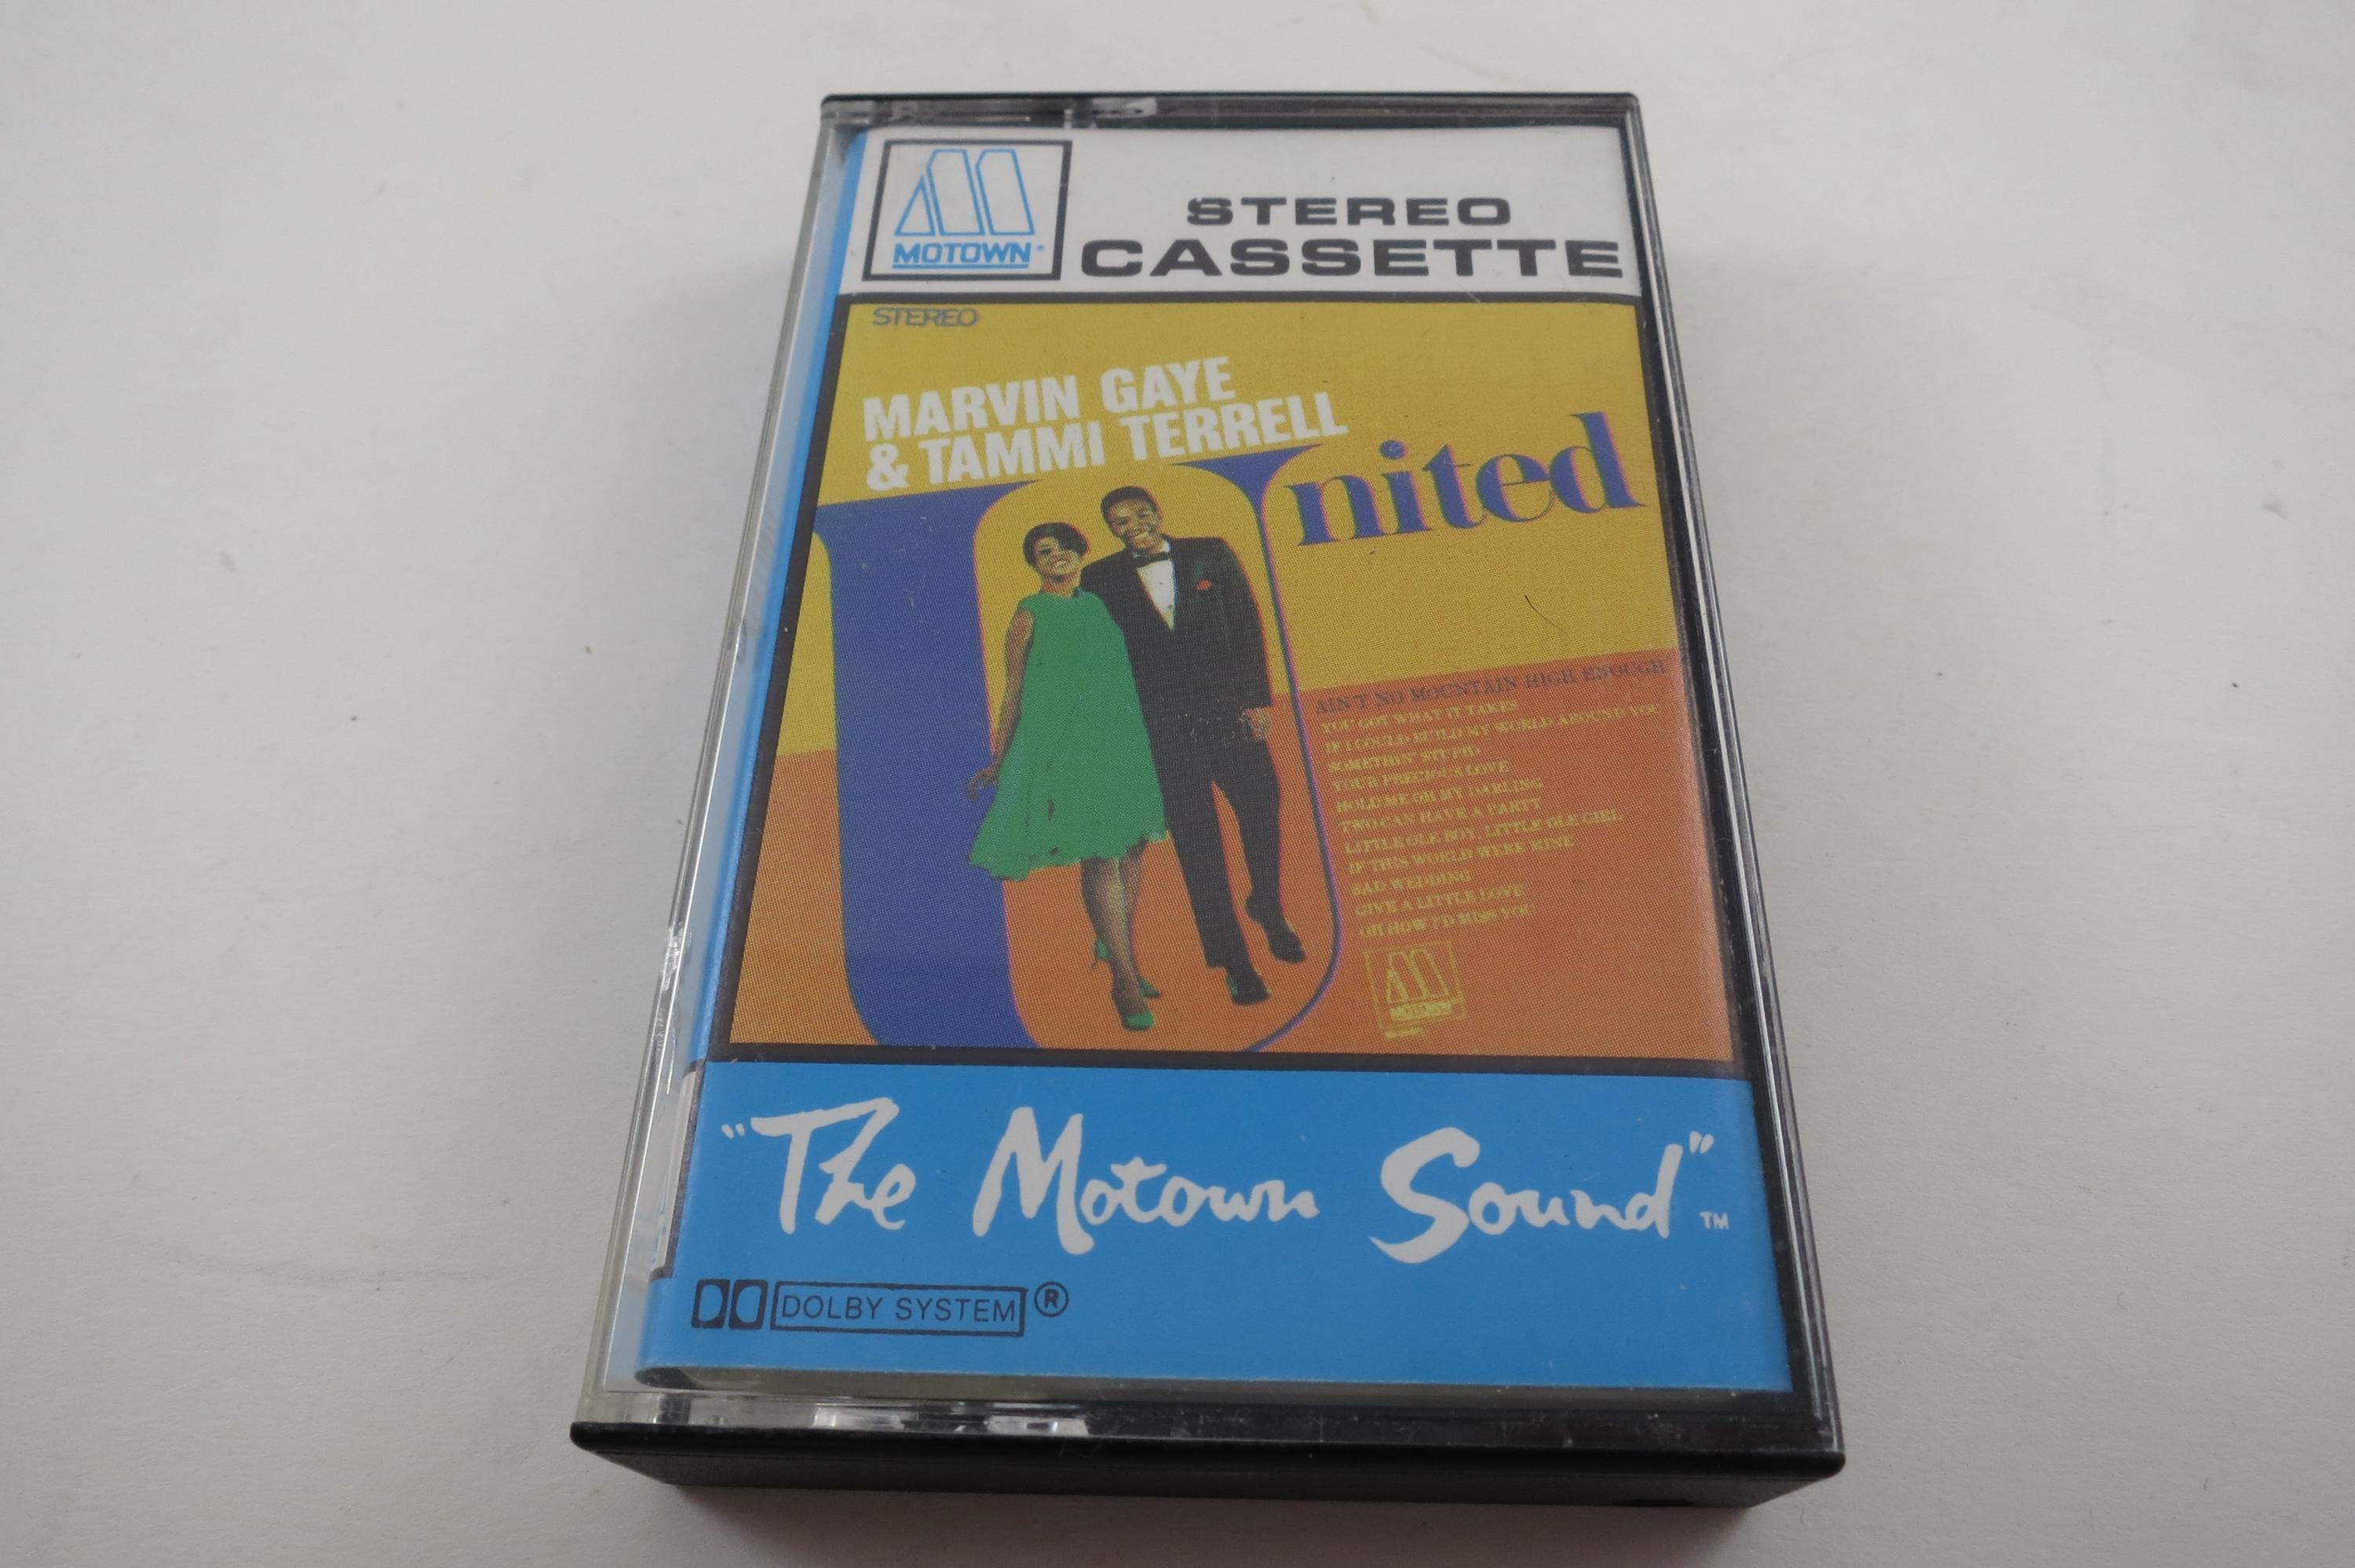 MOTOWN®
STEREO
CASSETTE
STEREO
MARVIN GAYE
& TAMMI TERRELL
United
AIN'T NO MOUNTAIN HIGH ENOUGH
YOU GOT WHAT IT TAKES
IF I COULD BUILD MY WORLD AROUND YOU
SOMETHIN' STUPID
YOUR PRECIOUS LOVE
HOLD ME OH MY DARLING
TWO CAN HAVE A PARTY
LITTLE OLE BOY, LITTLE OLE GIRL
IF THIS WORLD WERE MINE
SAD WEDDING
GIVE A LITTLE LOVE
OH HOW I'D MISS YOU
"The Motown Sound"™
DOLBY SYSTEM®